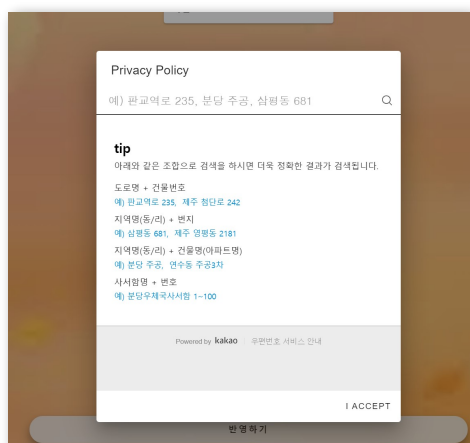 Privacy Policy
예) 판교역로 235, 분당 주공, 삼평동 681
tip
아래와 같은 조합으로 검색을 하시면 더욱 정확한 결과가 검색됩니다.
도로명 + 건물번호
예) 판교역로 235, 제주 첨단로 242
지역명(동/리) + 번지
예) 삼평동 681, 제주 영평동 2181
지역명(동/리) + 건물명(아파트명)
예) 분당 주공, 연수동 주공3차
사서함명 + 번호
예) 분당우체국사서함 1~100
Powered by kakao 우편번호 서비스 안내
I ACCEPT
반영하기